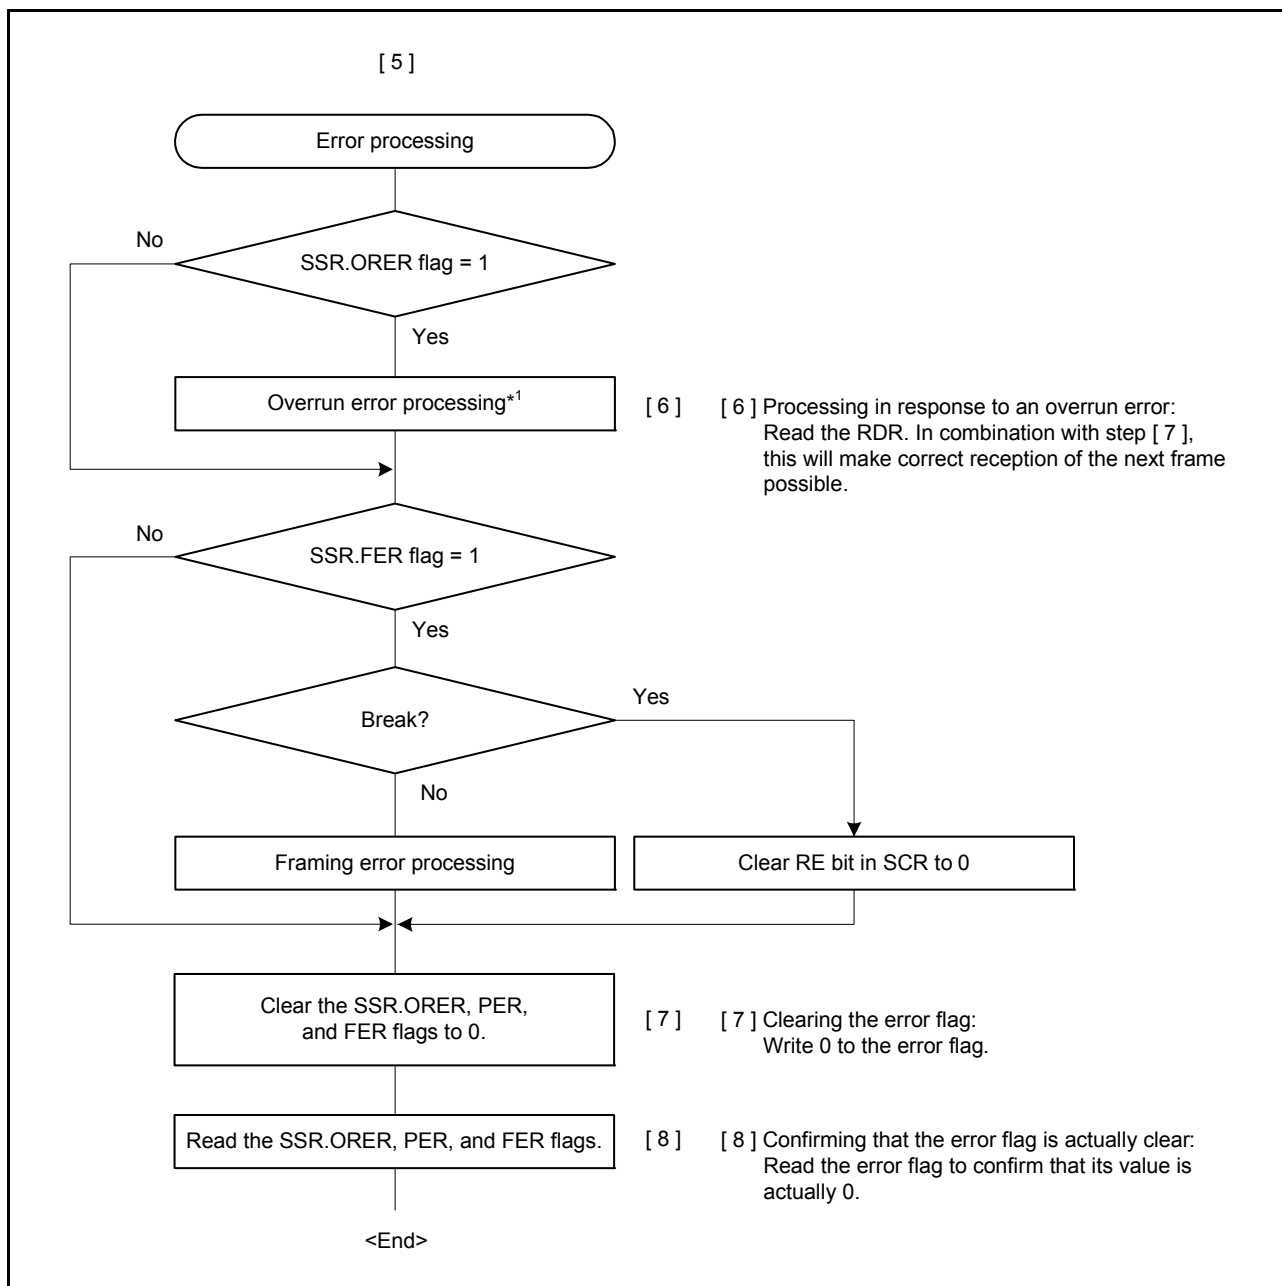 [ 5 ]
Error processing
No
SSR.ORER flag = 1
Yes
Overrun error processing*1
[ 6 ]
[ 6 ] Processing in response to an overrun error:
Read the RDR. In combination with step [ 7 ],
this will make correct reception of the next frame
possible.
No
SSR.FER flag = 1
Yes
Break?
Yes
No
Framing error processing
Clear RE bit in SCR to 0
Clear the SSR.ORER, PER,
and FER flags to 0.
[ 7 ]
[ 7 ] Clearing the error flag:
Write 0 to the error flag.
Read the SSR.ORER, PER, and FER flags.
[ 8 ]
[ 8 ] Confirming that the error flag is actually clear:
Read the error flag to confirm that its value is
actually 0.
<End>